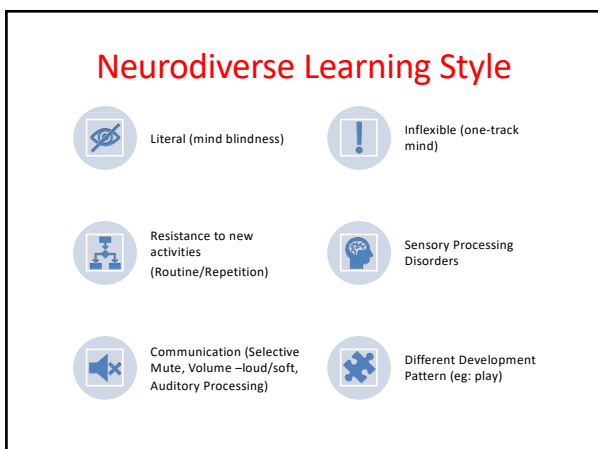 Neurodiverse Learning Style
Literal (mind blindness)
Inflexible (one-track
mind)
Resistance to new
activities
(Routine/Repetition)
Sensory Processing
Disorders
Communication (Selective
Mute, Volume –loud/soft,
Auditory Processing)
Different Development
Pattern (eg: play)